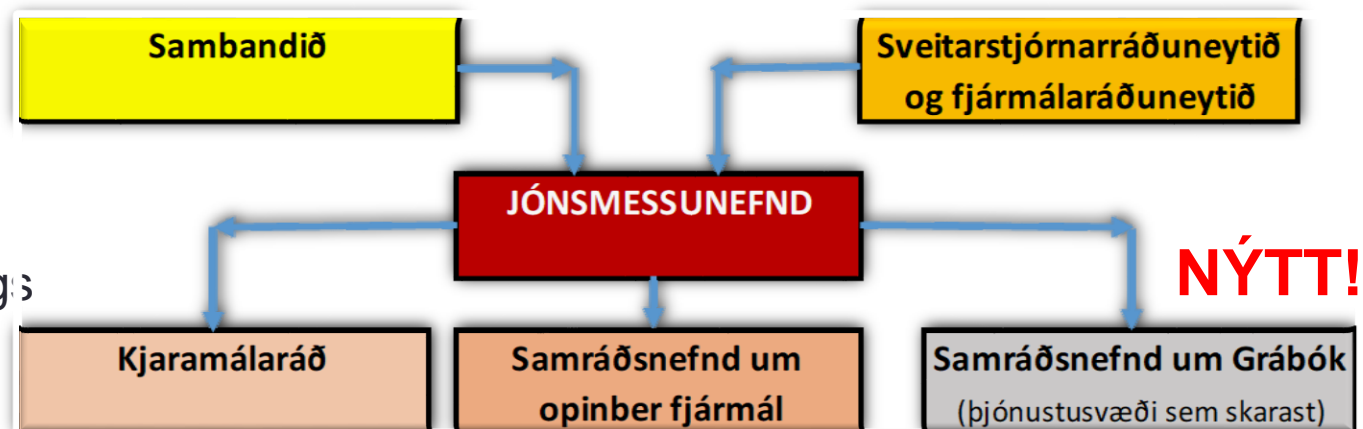 Sambandið
Sveitarstjórnarráðuneytið
og fjármálaráðuneytið
JÓNSMESSUNEFND
NÝTT!
Kjaramálaráð
Samráðsnefnd um
opinber fjármál
Samráðsnefnd um Grábók
(þjónustusvæði sem skarast)